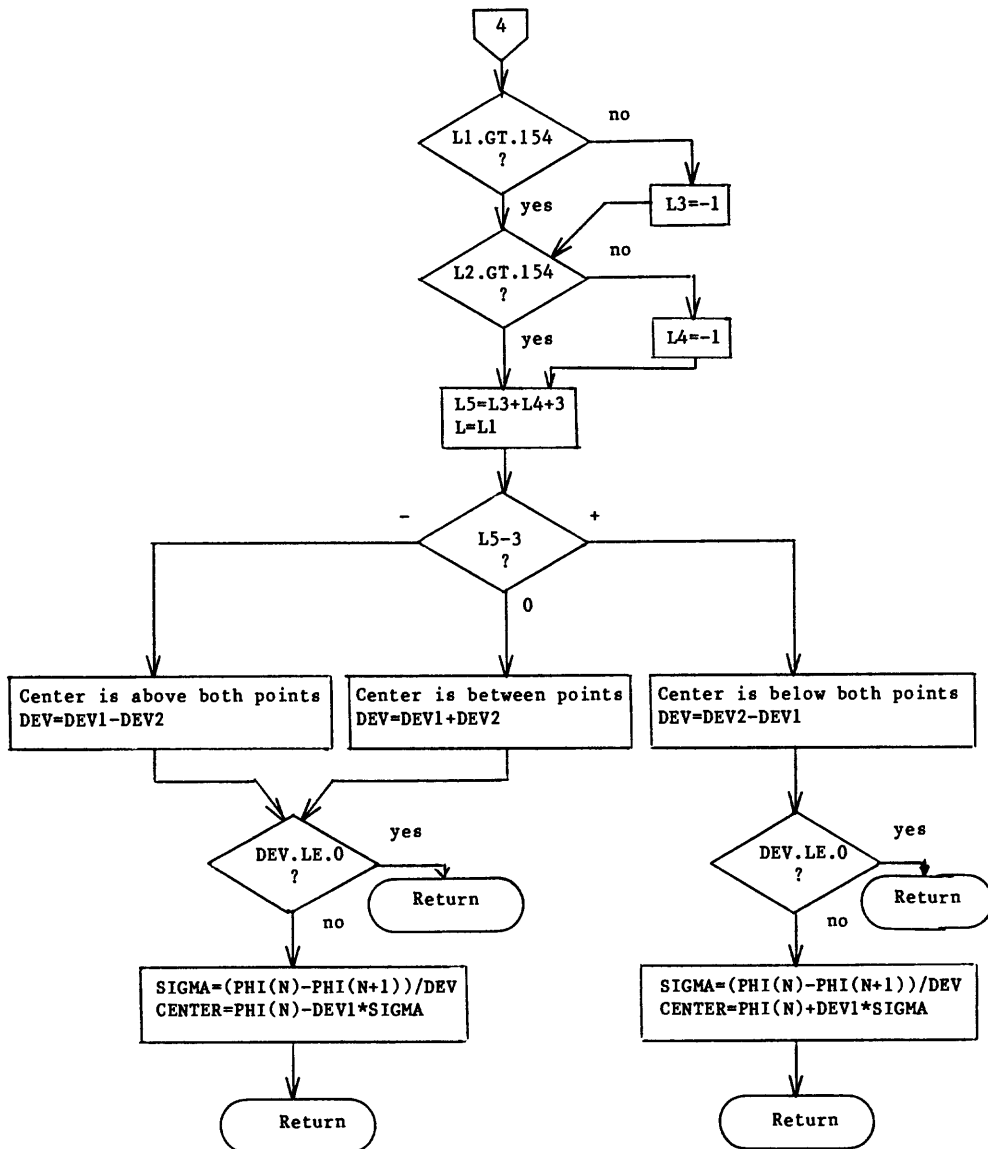 4
no
L1.GT.154
?
yes
L3=-1
no
L2.GT.154
?
yes
L4=-1
L5=L3+L4+3
L=L1
-
+
L5-3
?
0
Center is above both points
DEV=DEV1-DEV2
Center is between points
DEV=DEV1+DEV2
Center is below both points
DEV=DEV2-DEV1
yes
DEV.LE.0
?
Return
no
yes
DEV.LE.0
?
Return
no
SIGMA=(PHI(N)-PHI(N+1))/DEV
CENTER=PHI(N)-DEV1*SIGMA
SIGMA=(PHI(N)-PHI(N+1))/DEV
CENTER=PHI(N)+DEV1*SIGMA
Return
Return